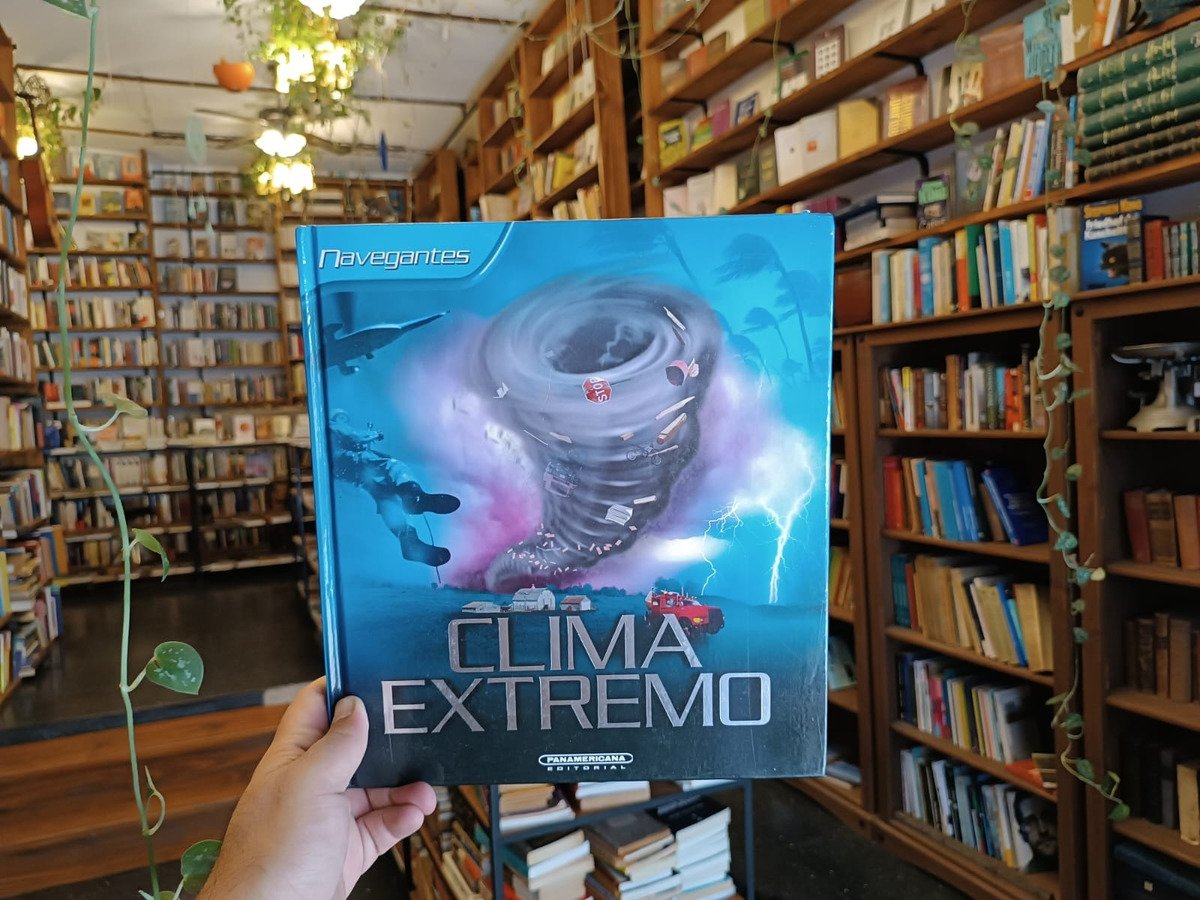 Navegantes
STOP
CLIMA
EXTREMO
PANAMERICANA
EDITORIAL